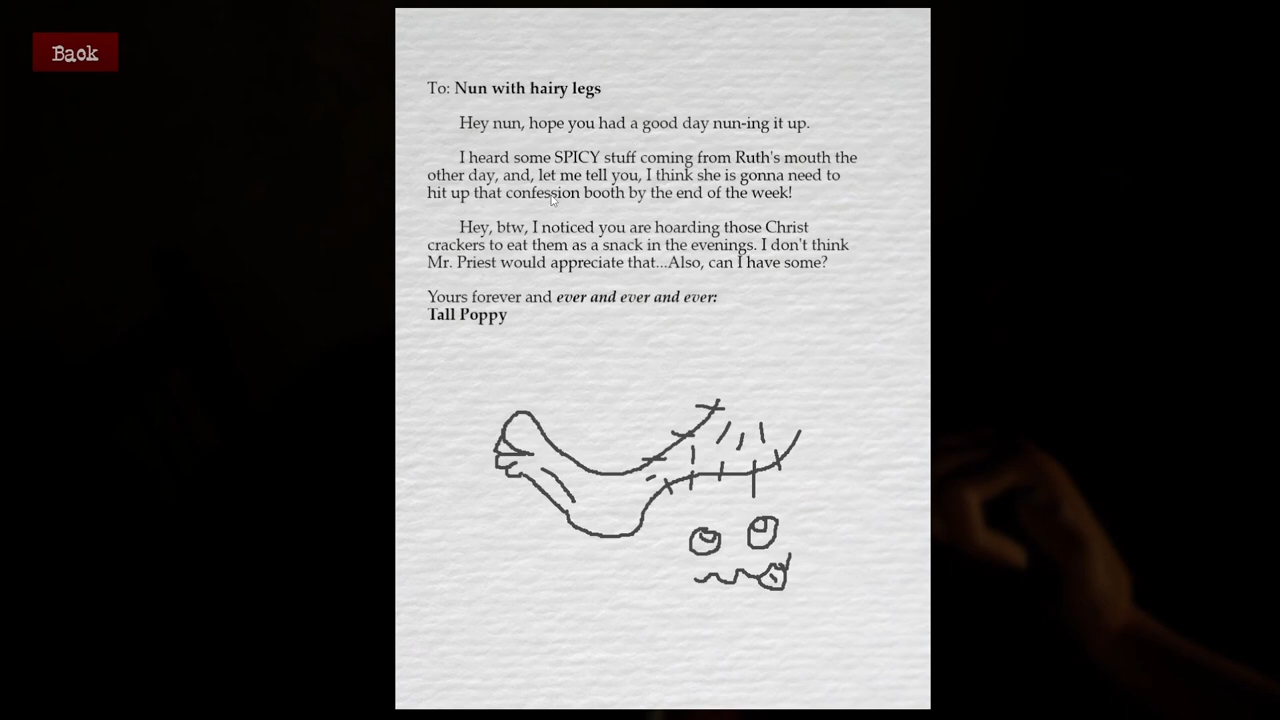 Back
To: Nun with hairy legs
Hey nun, hope you had a good day nun-ing it up.
I heard some SPICY stuff coming from Ruth's mouth the
other day, and, let me tell you, I think she is gonna need to
hit up that confession booth by the end of the week!
Hey, btw, I noticed you are hoarding those Christ
crackers to eat them as a snack in the evenings. I don't think
Mr. Priest would appreciate that...Also, can I have some?
Yours forever and ever and ever and ever:
Tall Poppy